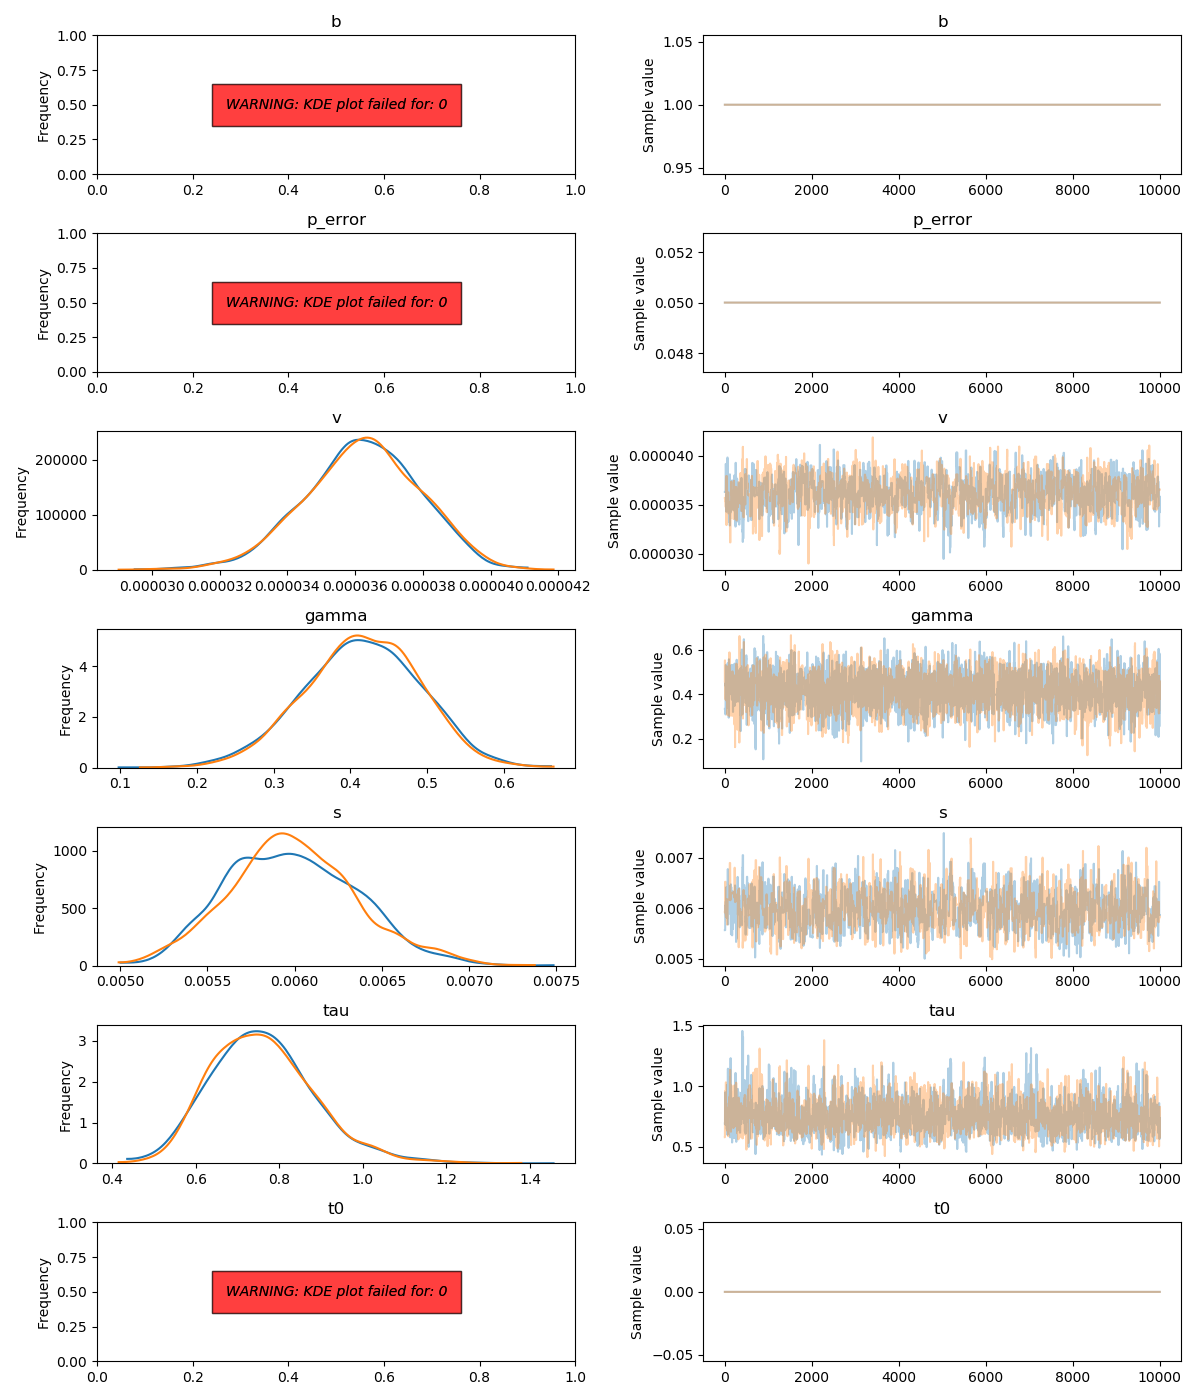 b
b
1.00
0.75
0.50
0.25
0.00
Frequency
WARNING: KDE plot failed for: 0
0.0 0.2 0.4 0.6 0.8 1.0
1.05
1.00
0.95
Sample value
0 2000 4000 6000 8000 10000
p_error
p_error
1.00
0.75
0.50
0.25
0.00
Frequency
WARNING: KDE plot failed for: 0
0.0 0.2 0.4 0.6 0.8 1.0
0.052
0.050
0.048
Sample value
0 2000 4000 6000 8000 10000
v
v
200000
100000
0
Frequency
0.000030 0.000032 0.000034 0.000036 0.000038 0.000040 0.000042
0.000040
0.000035
0.000030
Sample value
0 2000 4000 6000 8000 10000
gamma
gamma
4
2
0
Frequency
0.1 0.2 0.3 0.4 0.5 0.6
0.6
0.4
0.2
Sample value
0 2000 4000 6000 8000 10000
s
s
1000
500
0
Frequency
0.0050 0.0055 0.0060 0.0065 0.0070 0.0075
0.007
0.006
0.005
Sample value
0 2000 4000 6000 8000 10000
tau
tau
3
2
1
0
Frequency
0.4 0.6 0.8 1.0 1.2 1.4
1.5
1.0
0.5
Sample value
0 2000 4000 6000 8000 10000
t0
t0
1.00
0.75
0.50
0.25
0.00
Frequency
WARNING: KDE plot failed for: 0
0.0 0.2 0.4 0.6 0.8 1.0
0.05
0.00
−0.05
Sample value
0 2000 4000 6000 8000 10000